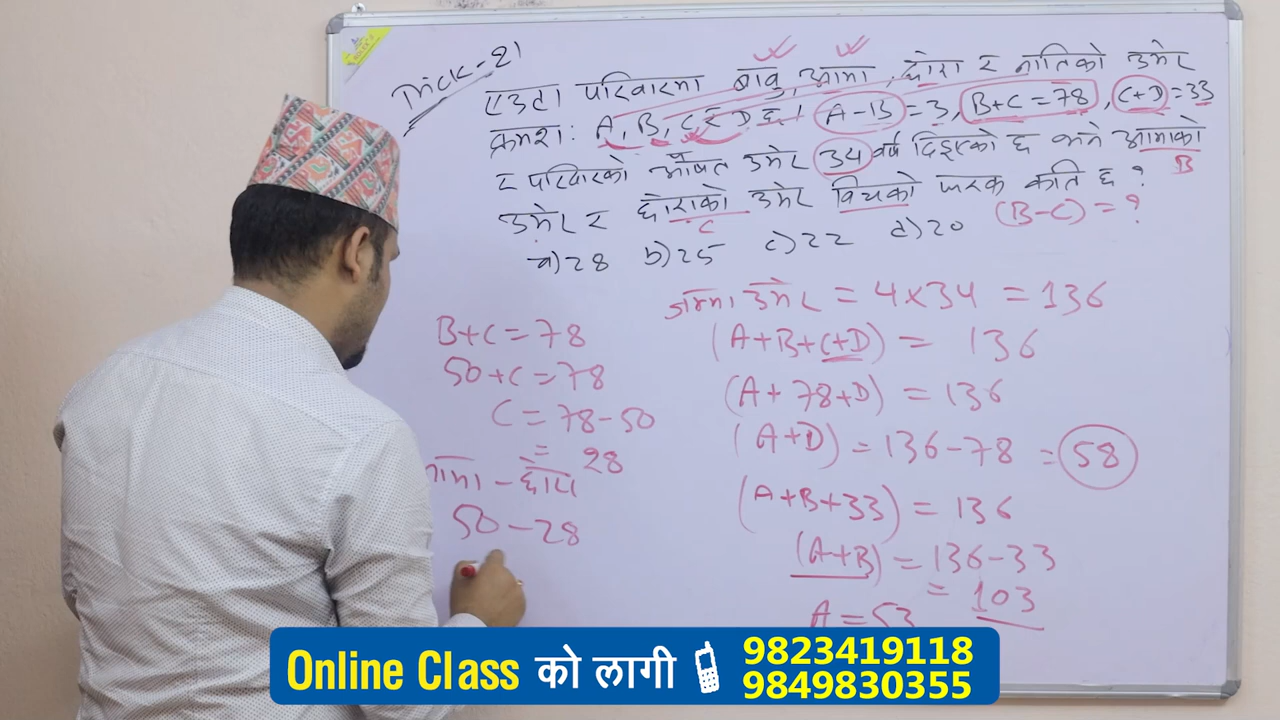 Trick-21
एउटा परिवारमा बाबु, आमा, छोरा र नातिको उमेर
क्रमश: A, B, C र D छ। A-B=3, B+C=78, C+D=33
र परिवारको औषत उमेर 34 वर्ष दिइएको छ भने आमाको
B
उमेर र छोराको उमेर बिचको फरक कति छ ?
C
(B-C)=?
a)28 b)25 c)22 d)20
जम्मा उमेर = 4×34 = 136
(A+B+C+D) = 136
(A+78+D) = 136
(A+D) = 136-78 = 58
(A+B+33) = 136
(A+B) = 136-33
= 103
A = 53
B+C=78
50+C=78
C=78-50
= 28
-छोरा
50-28
Online Class को लागी
9823419118
9849830355